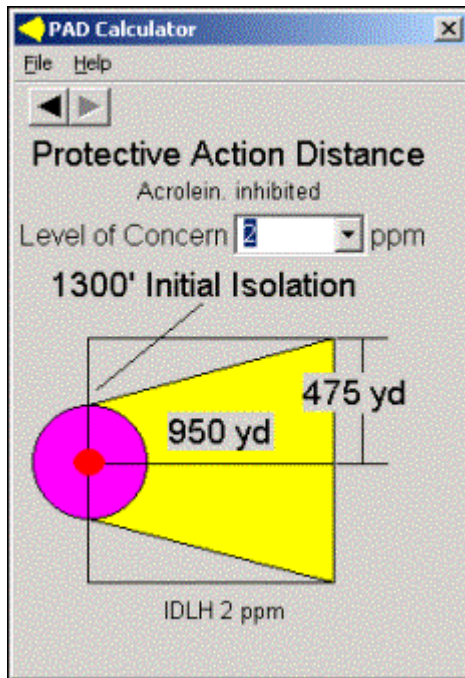 PAD Calculator
File Help
Protective Action Distance
Acrolein. inhibited
Level of Concern 2 ppm
1300' Initial Isolation
475 yd
950 yd
IDLH 2 ppm